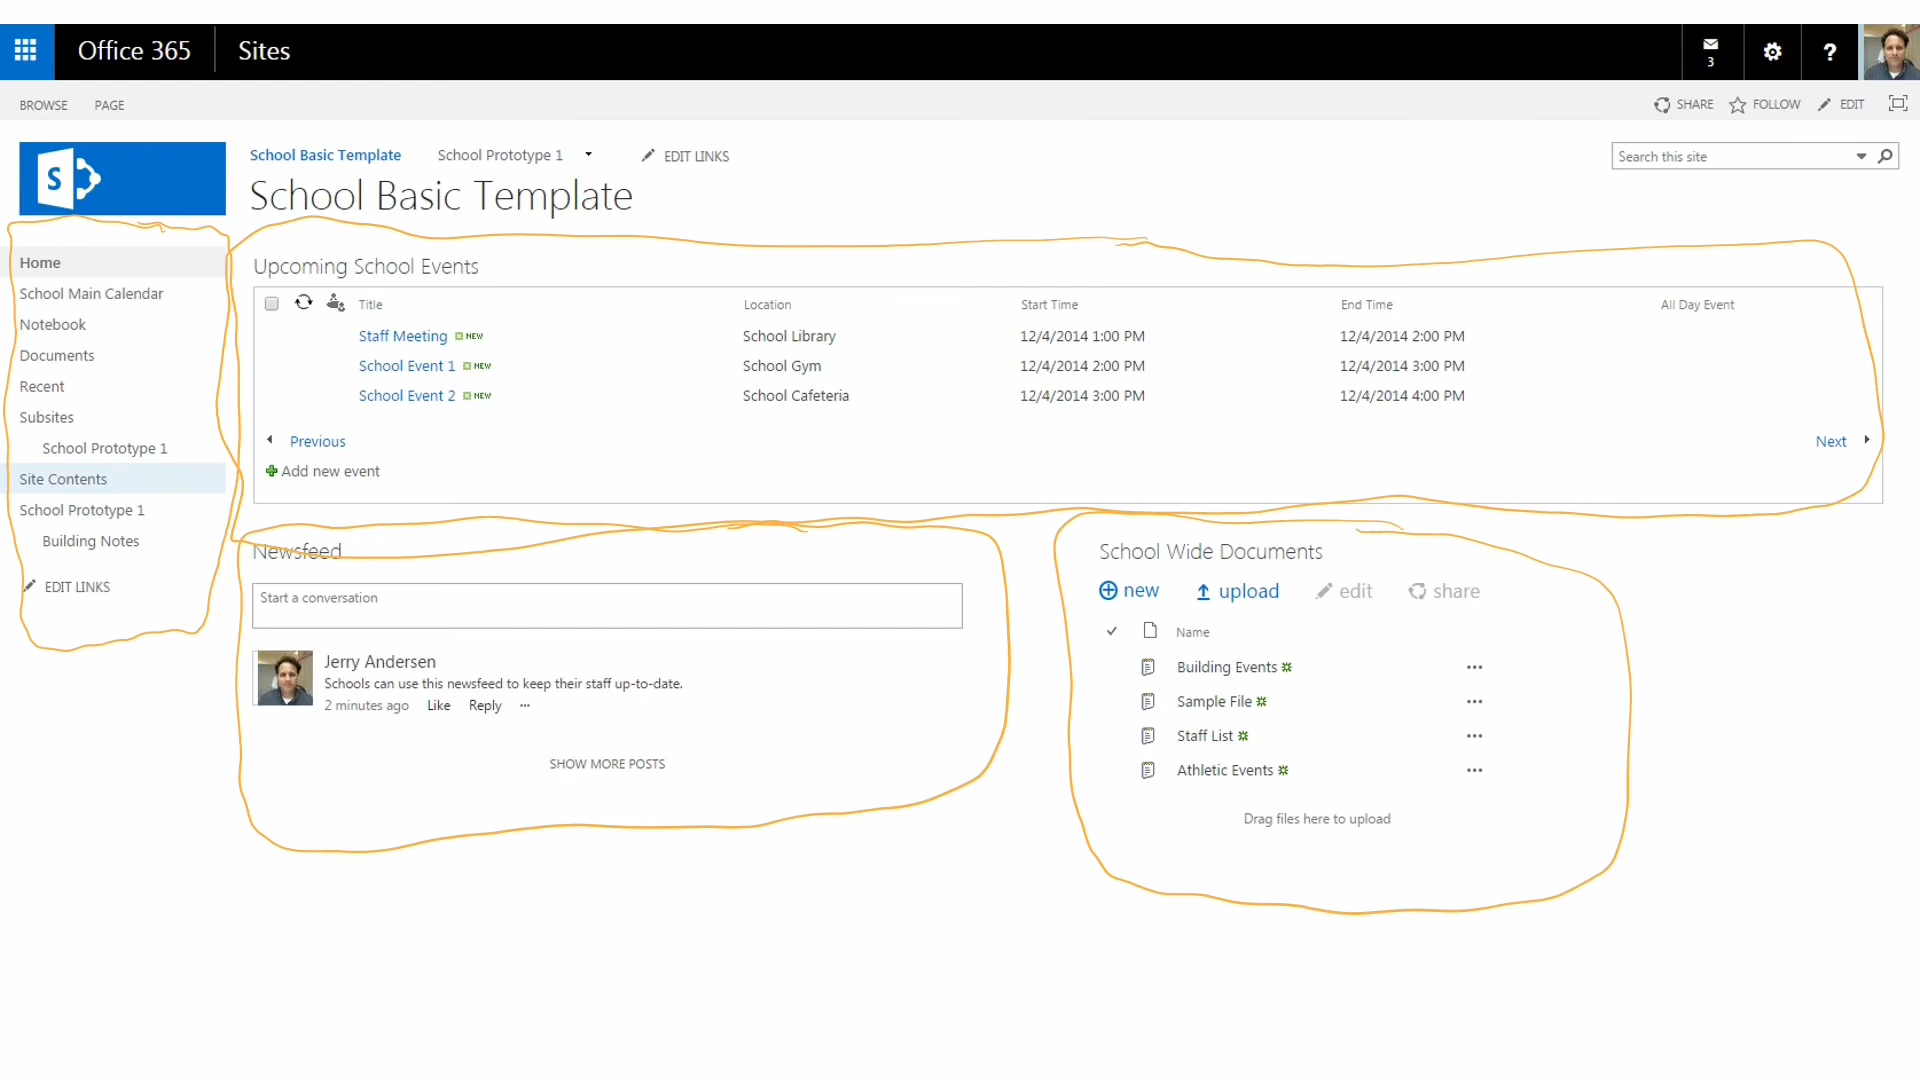 Office 365 Sites 3 ?
BROWSE PAGE SHARE FOLLOW EDIT
S School Basic Template School Prototype 1 EDIT LINKS Search this site
School Basic Template
Home
School Main Calendar
Notebook
Documents
Recent
Subsites
School Prototype 1
Site Contents
School Prototype 1
Building Notes
EDIT LINKS
Upcoming School Events
Title Location Start Time End Time All Day Event
Staff Meeting NEW School Library 12/4/2014 1:00 PM 12/4/2014 2:00 PM
School Event 1 NEW School Gym 12/4/2014 2:00 PM 12/4/2014 3:00 PM
School Event 2 NEW School Cafeteria 12/4/2014 3:00 PM 12/4/2014 4:00 PM
Previous Next
Add new event
Newsfeed
Start a conversation
Jerry Andersen
Schools can use this newsfeed to keep their staff up-to-date.
2 minutes ago Like Reply ...
SHOW MORE POSTS
School Wide Documents
new upload edit share
Name
Building Events ...
Sample File ...
Staff List ...
Athletic Events ...
Drag files here to upload